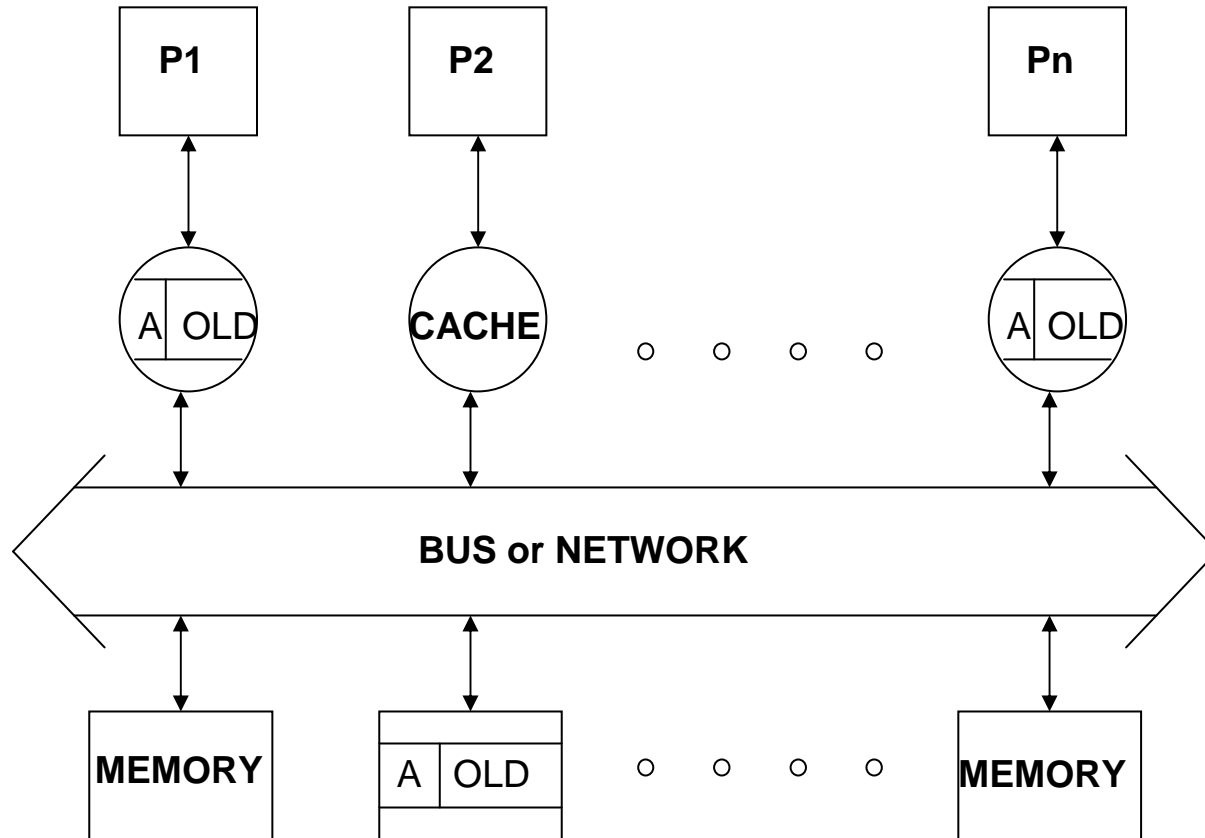 P1 P2 Pn
A OLD CACHE A OLD
BUS or NETWORK
MEMORY A OLD MEMORY